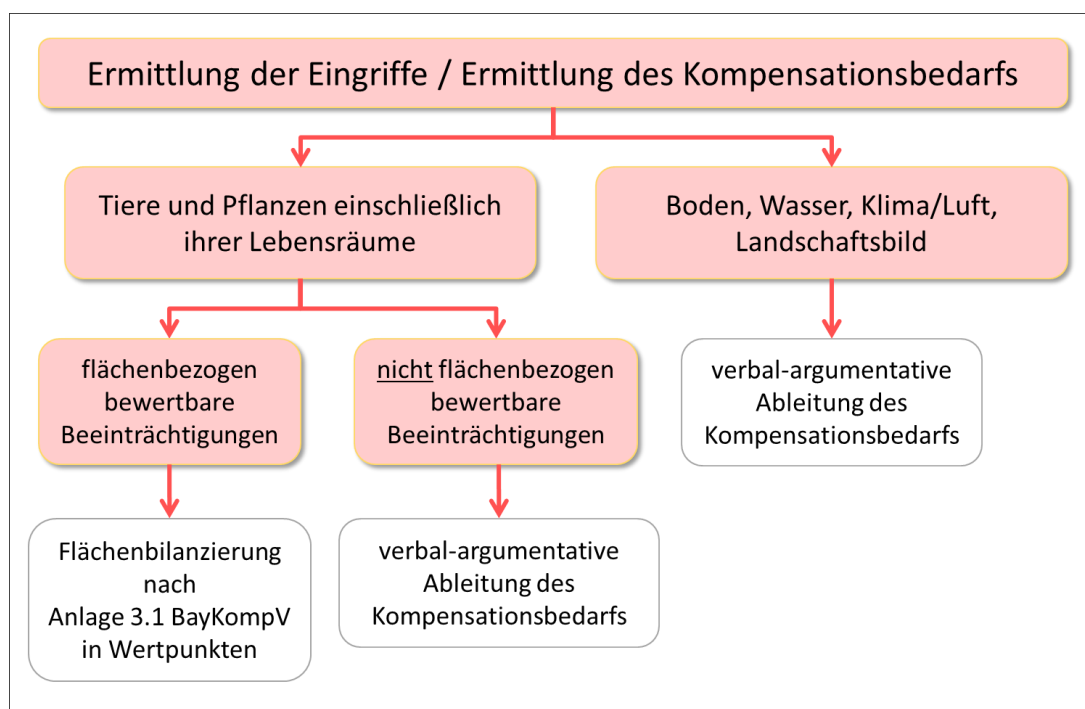 Ermittlung der Eingriffe / Ermittlung des Kompensationsbedarfs
Tiere und Pflanzen einschließlich
ihrer Lebensräume
Boden, Wasser, Klima/Luft,
Landschaftsbild
flächenbezogen
bewertbare
Beeinträchtigungen
nicht flächenbezogen
bewertbare
Beeinträchtigungen
verbal-argumentative
Ableitung des
Kompensationsbedarfs
Flächenbilanzierung
nach
Anlage 3.1 BayKompV
in Wertpunkten
verbal-argumentative
Ableitung des
Kompensationsbedarfs